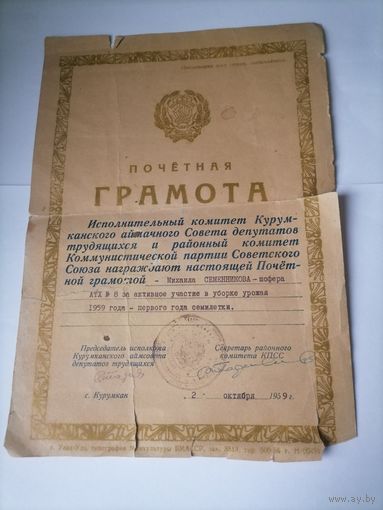 ПОЧЁТНАЯ
ГРАМОТА
Исполнительный комитет Курум-
канского аймачного Совета депутатов
трудящихся и районный комитет
Коммунистической партии Советского
Союза награждают настоящей Почёт-
ной грамотой - Михаила СЕМЕННИКОВА-шофера
АТХ № 8 за активное участие в уборке урожая
1959 года - первого года семилетки.
Председатель исполкома
Курумканского аймсовета
депутатов трудящихся
Секретарь районного
комитета КПСС
с. Курумкан
2 октября 1959 г.
ay.by